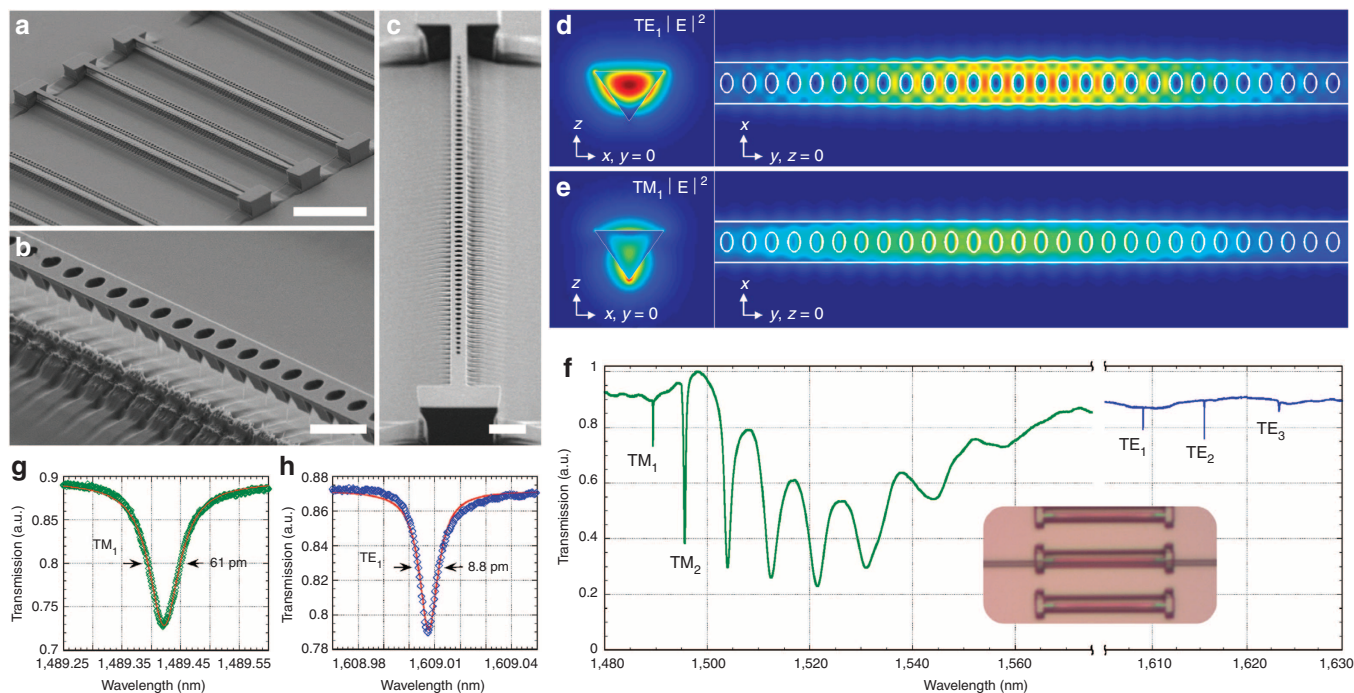 a
b
c
d
TE1 | E | 2
z
x, y = 0
x
y, z = 0
e
TM1 | E | 2
z
x, y = 0
x
y, z = 0
f
1
0.8
0.6
0.4
0.2
0
Transmission (a.u.)
TM1
TM2
TE1
TE2
TE3
1,480
1,500
1,520
1,540
1,560
1,610
1,620
1,630
Wavelength (nm)
g
0.9
0.85
0.8
0.75
0.7
Transmission (a.u.)
TM1
61 pm
1,489.25
1,489.35
1,489.45
1,489.55
Wavelength (nm)
h
0.88
0.86
0.84
0.82
0.8
0.78
Transmission (a.u.)
TE1
8.8 pm
1,608.98
1,609.01
1,609.04
Wavelength (nm)